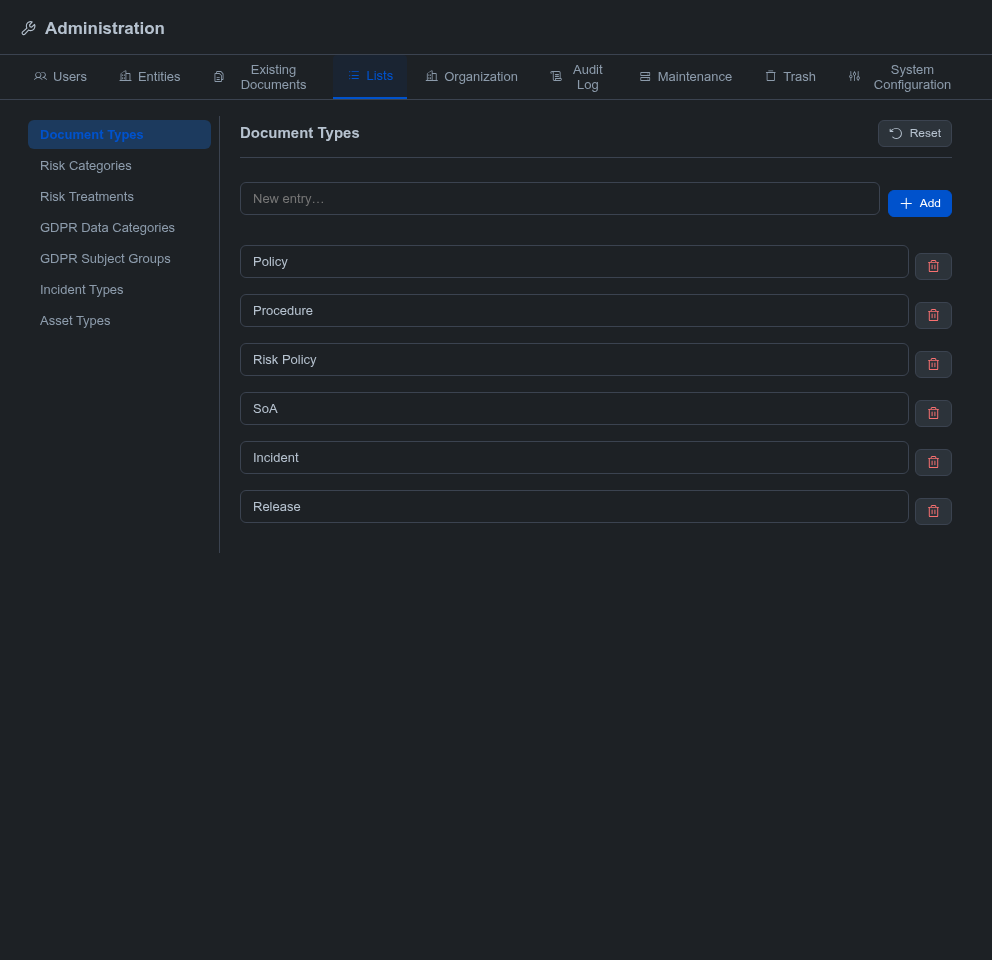 Administration
Users
Entities
Existing
Documents
Lists
Organization
Audit
Log
Maintenance
Trash
System
Configuration
Document Types
Risk Categories
Risk Treatments
GDPR Data Categories
GDPR Subject Groups
Incident Types
Asset Types
Document Types
Reset
New entry…
Add
Policy
Procedure
Risk Policy
SoA
Incident
Release